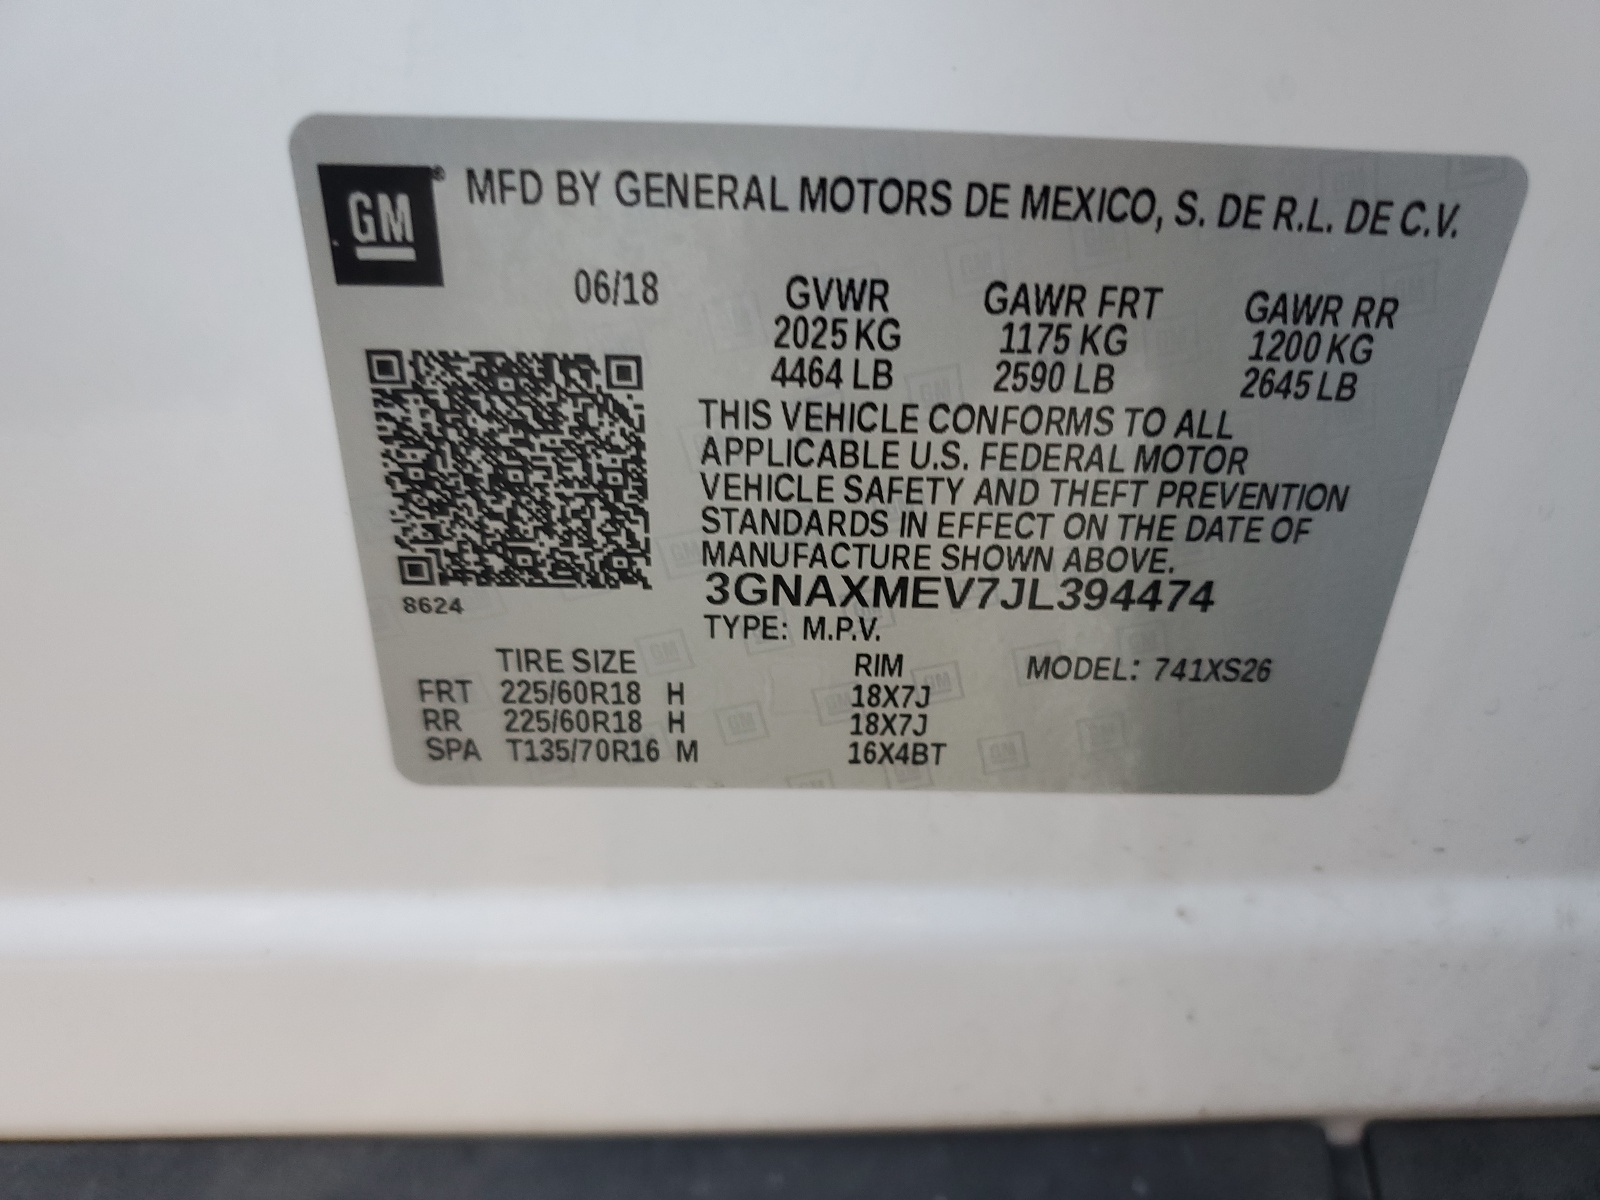 GM® MFD BY GENERAL MOTORS DE MEXICO, S. DE R.L. DE C.V.
06/18 GVWR GAWR FRT GAWR RR
2025 KG 1175 KG 1200 KG
4464 LB 2590 LB 2645 LB
THIS VEHICLE CONFORMS TO ALL
APPLICABLE U.S. FEDERAL MOTOR
VEHICLE SAFETY AND THEFT PREVENTION
STANDARDS IN EFFECT ON THE DATE OF
MANUFACTURE SHOWN ABOVE.
8624 3GNAXMEV7JL394474
TYPE: M.P.V.
TIRE SIZE RIM MODEL: 741XS26
FRT 225/60R18 H 18X7J
RR 225/60R18 H 18X7J
SPA T135/70R16 M 16X4BT